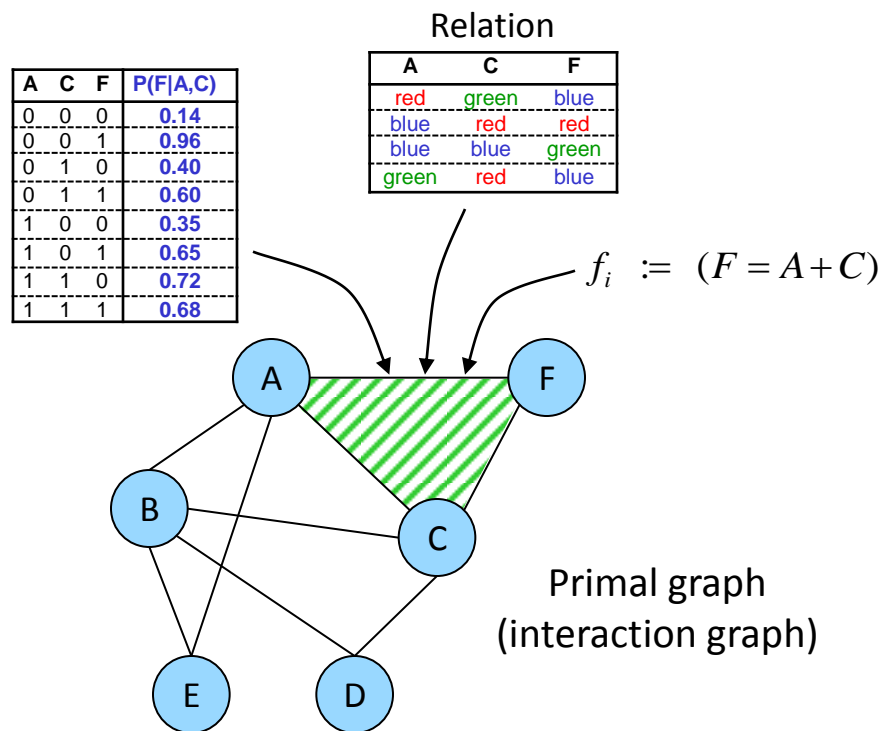 Relation
A C F
red green blue
blue red red
blue blue green
green red blue
A C F P(F|A,C)
0 0 0 0.14
0 0 1 0.96
0 1 0 0.40
0 1 1 0.60
1 0 0 0.35
1 0 1 0.65
1 1 0 0.72
1 1 1 0.68
f_i := (F = A + C)
A
F
B
C
Primal graph
(interaction graph)
E
D